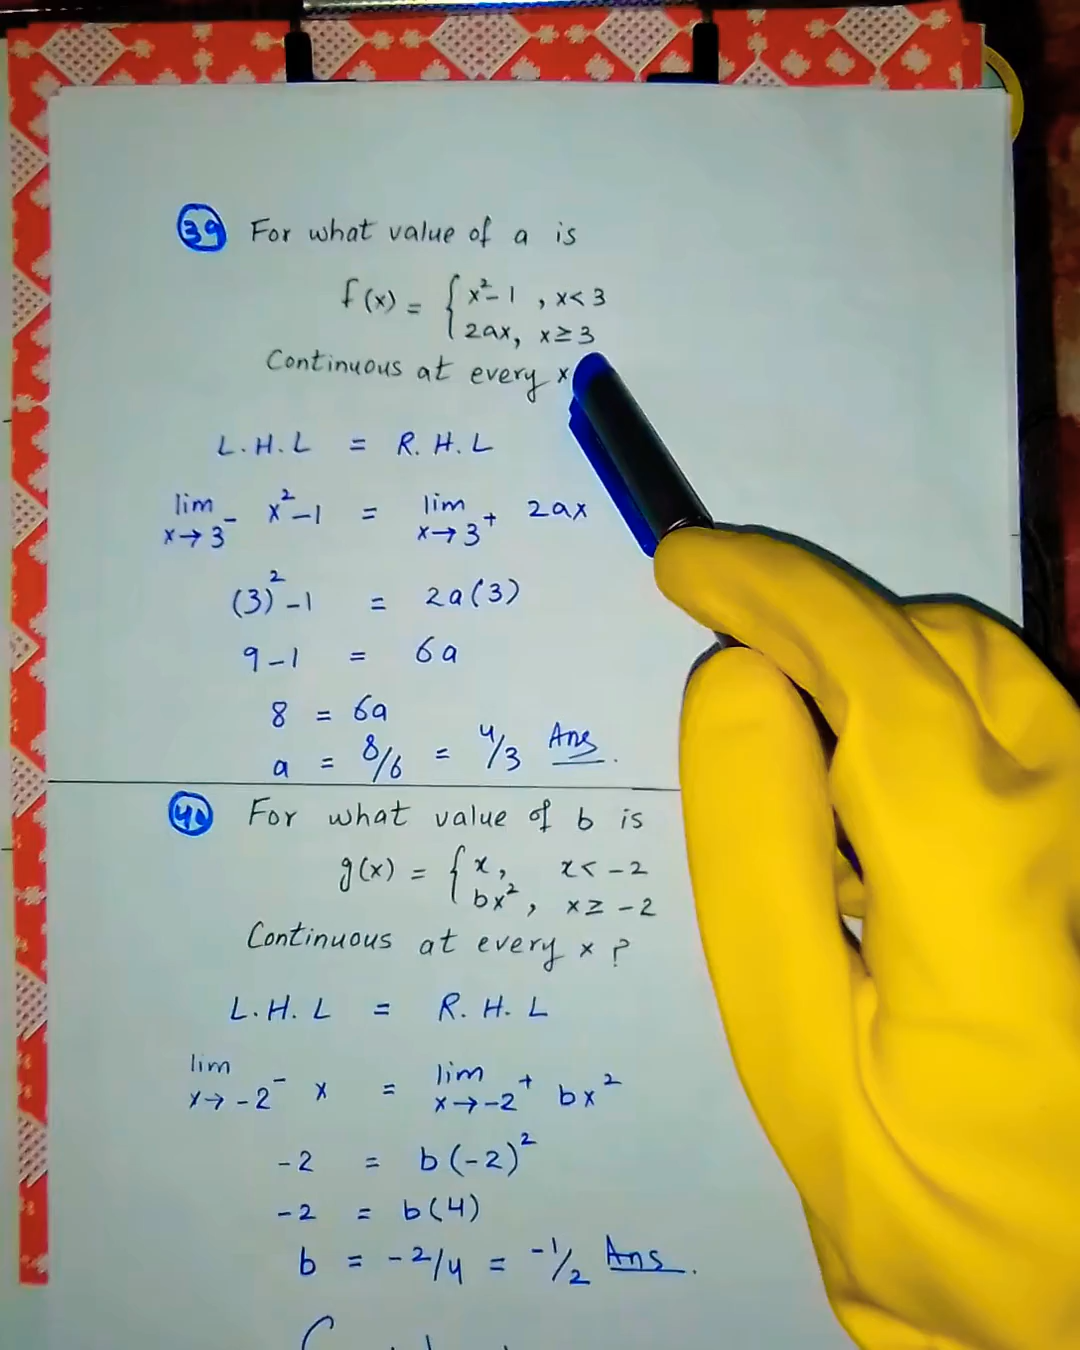 39 For what value of a is
f(x) = { x²-1 , x<3
2ax, x≥3
Continuous at every x
L.H.L = R.H.L
lim x→3⁻ x²-1 = lim x→3⁺ 2ax
(3)²-1 = 2a(3)
9-1 = 6a
8 = 6a
a = 8/6 = 4/3 Ans.
40 For what value of b is
g(x) = { x, x< -2
bx², x≥ -2
Continuous at every x ?
L.H.L = R.H.L
lim x→-2⁻ x = lim x→-2⁺ bx²
-2 = b(-2)²
-2 = b(4)
b = -2/4 = -1/2 Ans.